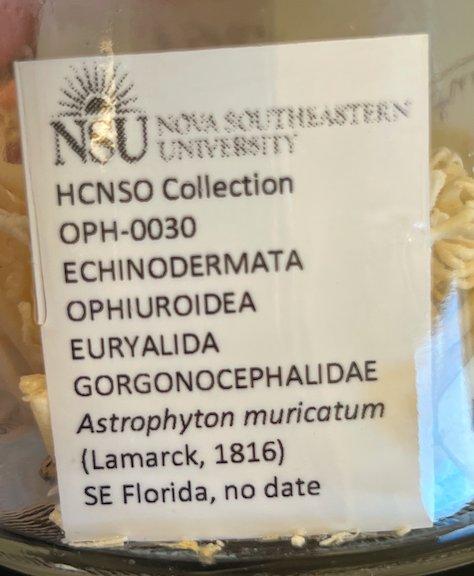 NSU NOVA SOUTHEASTERN
UNIVERSITY
HCNSO Collection
OPH-0030
ECHINODERMATA
OPHIUROIDEA
EURYALIDA
GORGONOCEPHALIDAE
Astrophyton muricatum
(Lamarck, 1816)
SE Florida, no date